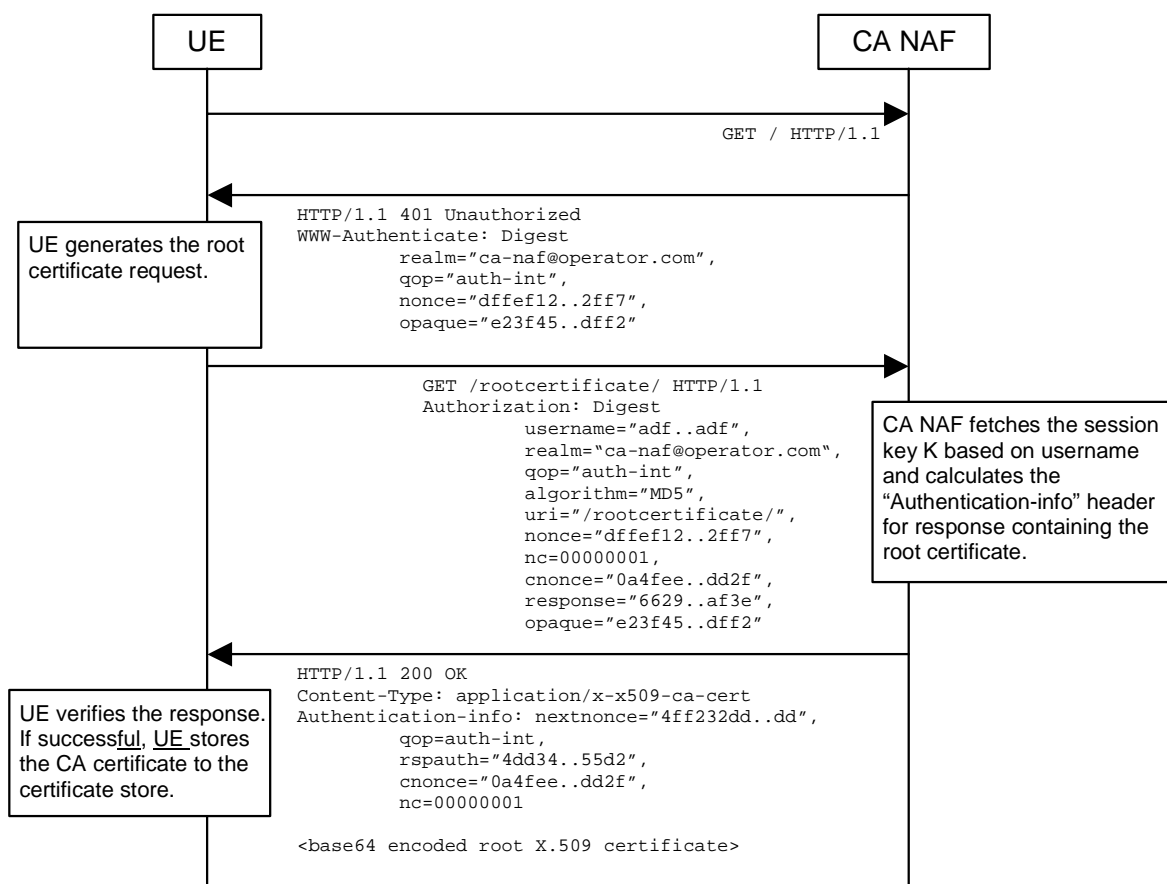 UE
CA NAF
GET / HTTP/1.1
HTTP/1.1 401 Unauthorized
WWW-Authenticate: Digest
realm="ca-naf@operator.com",
qop="auth-int",
nonce="dffef12..2ff7",
opaque="e23f45..dff2"
UE generates the root
certificate request.
GET /rootcertificate/ HTTP/1.1
Authorization: Digest
username="adf..adf",
realm="ca-naf@operator.com",
qop="auth-int",
algorithm="MD5",
uri="/rootcertificate/",
nonce="dffef12..2ff7",
nc=00000001,
cnonce="0a4fee..dd2f",
response="6629..af3e",
opaque="e23f45..dff2"
CA NAF fetches the session
key K based on username
and calculates the
“Authentication-info” header
for response containing the
root certificate.
HTTP/1.1 200 OK
Content-Type: application/x-x509-ca-cert
Authentication-info: nextnonce="4ff232dd..dd",
qop=auth-int,
rspauth="4dd34..55d2",
cnonce="0a4fee..dd2f",
nc=00000001
<base64 encoded root X.509 certificate>
UE verifies the response.
If successful, UE stores
the CA certificate to the
certificate store.